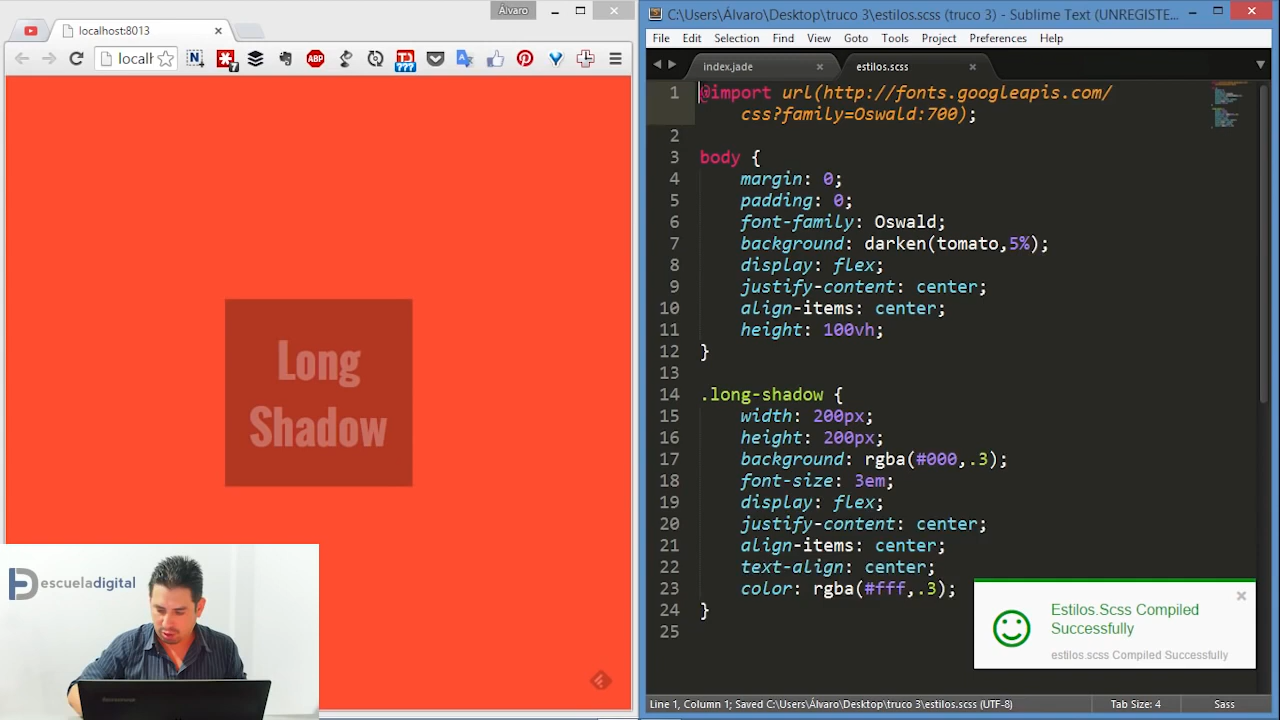 Álvaro
C:\Users\Álvaro\Desktop\truco 3\estilos.scss (truco 3) - Sublime Text (UNREGISTE...
localhost:8013
File Edit Selection Find View Goto Tools Project Preferences Help
localh
7
ABP
777
index.jade
estilos.scss
1 @import url(http://fonts.googleapis.com/
css?family=Oswald:700);
2
3 body {
4 margin: 0;
5 padding: 0;
6 font-family: Oswald;
7 background: darken(tomato,5%);
8 display: flex;
9 justify-content: center;
10 align-items: center;
11 height: 100vh;
12 }
13
14 .long-shadow {
15 width: 200px;
16 height: 200px;
17 background: rgba(#000,.3);
18 font-size: 3em;
19 display: flex;
20 justify-content: center;
21 align-items: center;
22 text-align: center;
23 color: rgba(#fff,.3);
24 }
25
Long
Shadow
escueladigital
Estilos.Scss Compiled
Successfully
estilos.scss Compiled Successfully
Line 1, Column 1; Saved C:\Users\Álvaro\Desktop\truco 3\estilos.scss (UTF-8)
Tab Size: 4
Sass